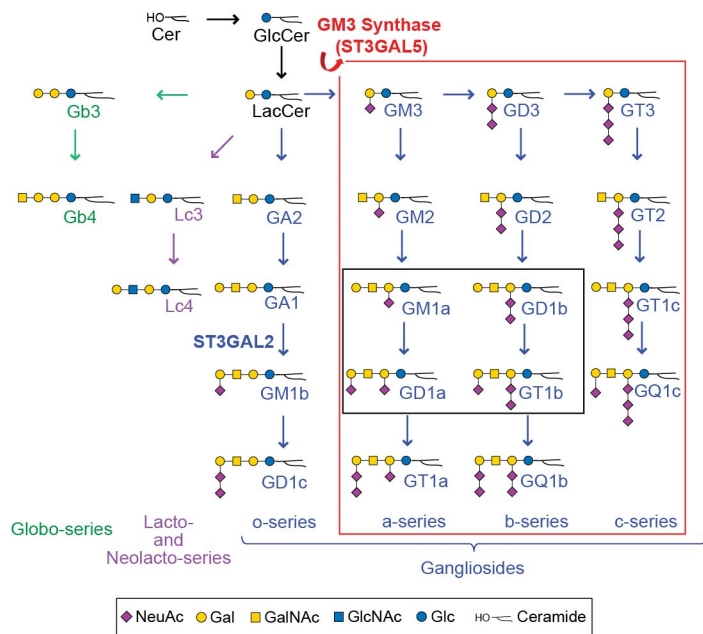 HO
Cer
GlcCer
GM3 Synthase
(ST3GAL5)
Gb3
LacCer
GM3
GD3
GT3
Gb4
Lc3
GA2
GM2
GD2
GT2
Lc4
GA1
GM1a
GD1b
GT1c
ST3GAL2
GM1b
GD1a
GT1b
GQ1c
GD1c
GT1a
GQ1b
Globo-series
Lacto-
and
Neolacto-series
o-series
a-series
b-series
c-series
Gangliosides
NeuAc Gal GalNAc GlcNAc Glc HO Ceramide